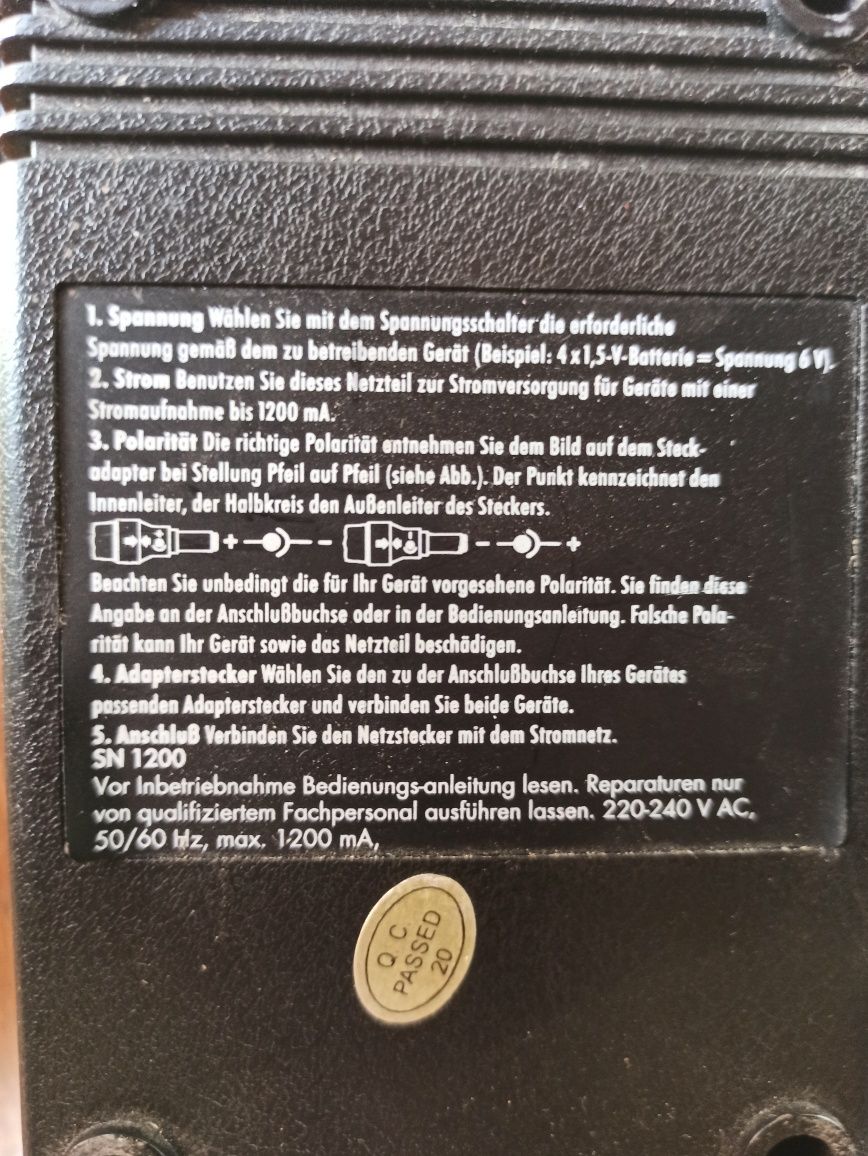 1. Spannung Wählen Sie mit dem Spannungsschalter die erforderliche
Spannung gemäß dem zu betreibenden Gerät (Beispiel: 4x1,5-V-Batterie = Spannung 6 V).
2. Strom Benutzen Sie dieses Netzteil zur Stromversorgung für Geräte mit einer
Stromaufnahme bis 1200 mA.
3. Polarität Die richtige Polarität entnehmen Sie dem Bild auf dem Steck-
adapter bei Stellung Pfeil auf Pfeil (siehe Abb.). Der Punkt kennzeichnet den
Innenleiter, der Halbkreis den Außenleiter des Steckers.
+ - - +
Beachten Sie unbedingt die für Ihr Gerät vorgesehene Polarität. Sie finden diese
Angabe an der Anschlußbuchse oder in der Bedienungsanleitung. Falsche Pola-
rität kann Ihr Gerät sowie das Netzteil beschädigen.
4. Adapterstecker Wählen Sie den zu der Anschlußbuchse Ihres Gerätes
passenden Adapterstecker und verbinden Sie beide Geräte.
5. Anschluß Verbinden Sie den Netzstecker mit dem Stromnetz.
SN 1200
Vor Inbetriebnahme Bedienungs-anleitung lesen. Reparaturen nur
von qualifiziertem Fachpersonal ausführen lassen. 220-240 V AC,
50/60 Hz, max. 1200 mA,
Q. C.
PASSED
20